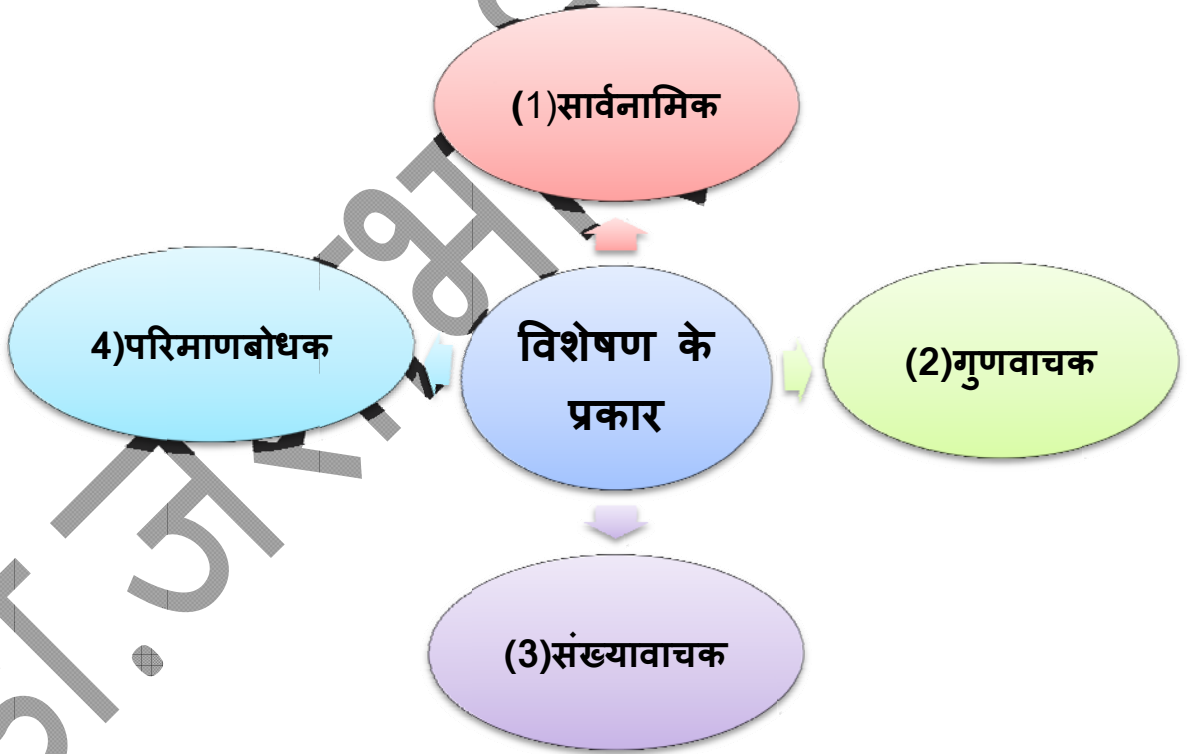 (1)सार्वनामिक
4)परिमाणबोधक
विशेषण के
प्रकार
(2)गुणवाचक
(3)संख्यावाचक